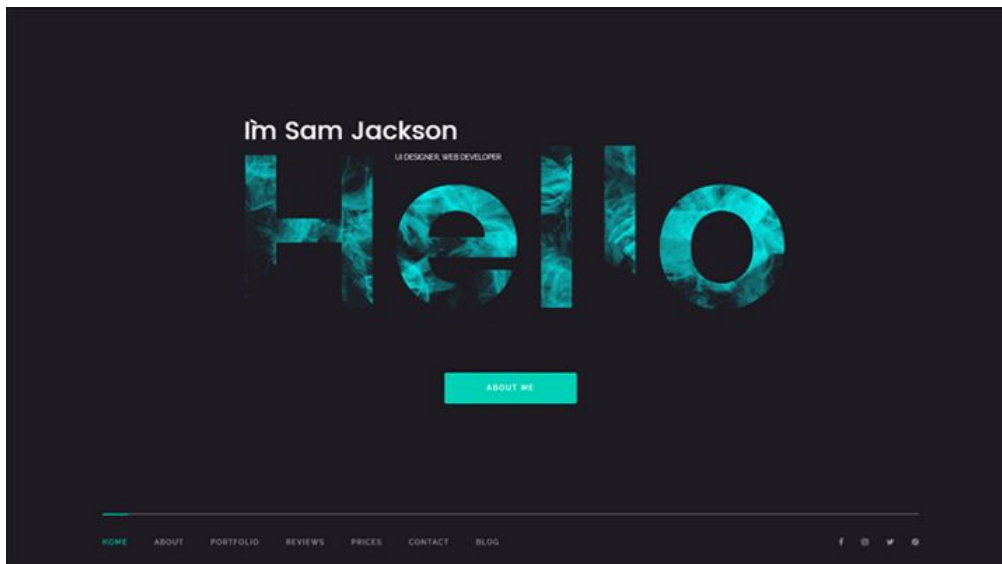 I`m Sam Jackson
UI DESIGNER, WEB DEVELOPER
Hello
ABOUT ME
HOME ABOUT PORTFOLIO REVIEWS PRICES CONTACT BLOG